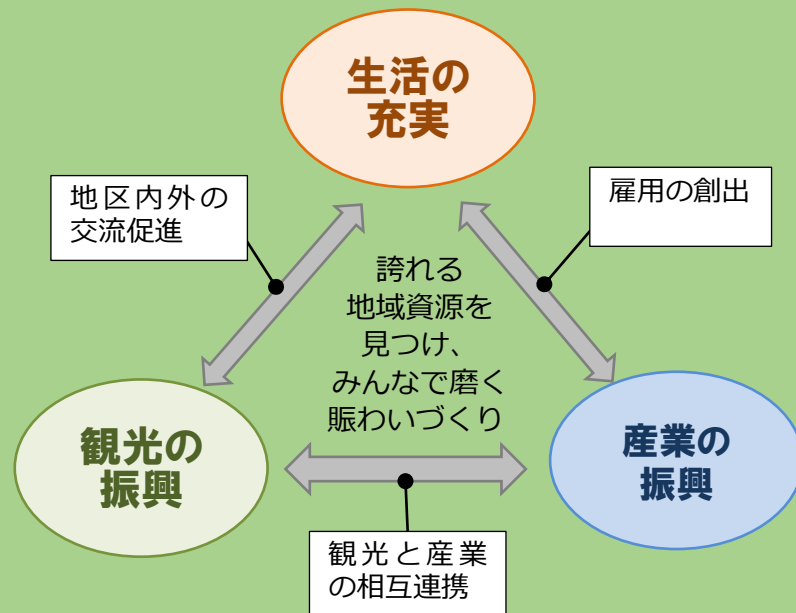 生活の
充実
地区内外の
交流促進
雇用の創出
誇れる
地域資源を
見つけ、
みんなで磨く
賑わいづくり
観光の
振興
産業の
振興
観光と産業
の相互連携